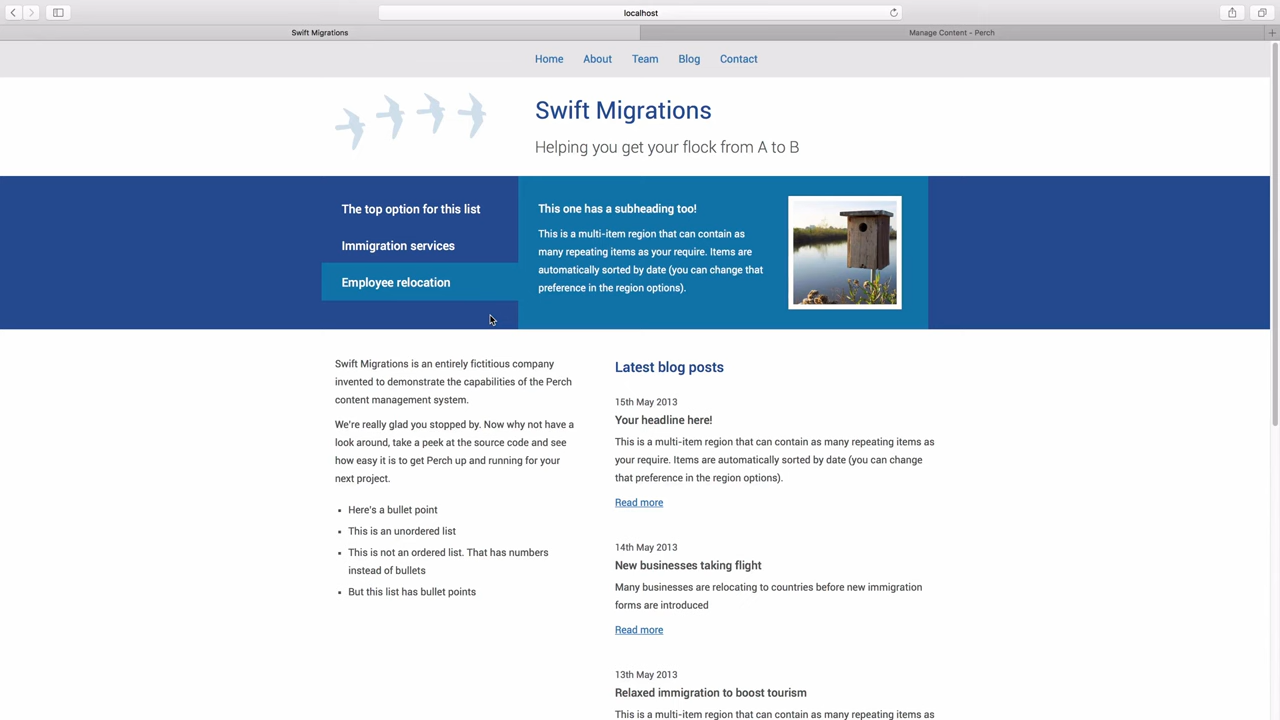 localhost
Swift Migrations
Manage Content - Perch
Home
About
Team
Blog
Contact
Swift Migrations
Helping you get your flock from A to B
The top option for this list
Immigration services
Employee relocation
This one has a subheading too!
This is a multi-item region that can contain as
many repeating items as your require. Items are
automatically sorted by date (you can change that
preference in the region options).
Swift Migrations is an entirely fictitious company
invented to demonstrate the capabilities of the Perch
content management system.
We're really glad you stopped by. Now why not have a
look around, take a peek at the source code and see
how easy it is to get Perch up and running for your
next project.
• Here's a bullet point
• This is an unordered list
• This is not an ordered list. That has numbers
instead of bullets
• But this list has bullet points
Latest blog posts
15th May 2013
Your headline here!
This is a multi-item region that can contain as many repeating items as
your require. Items are automatically sorted by date (you can change
that preference in the region options).
Read more
14th May 2013
New businesses taking flight
Many businesses are relocating to countries before new immigration
forms are introduced
Read more
13th May 2013
Relaxed immigration to boost tourism
This is a multi-item region that can contain as many repeating items as